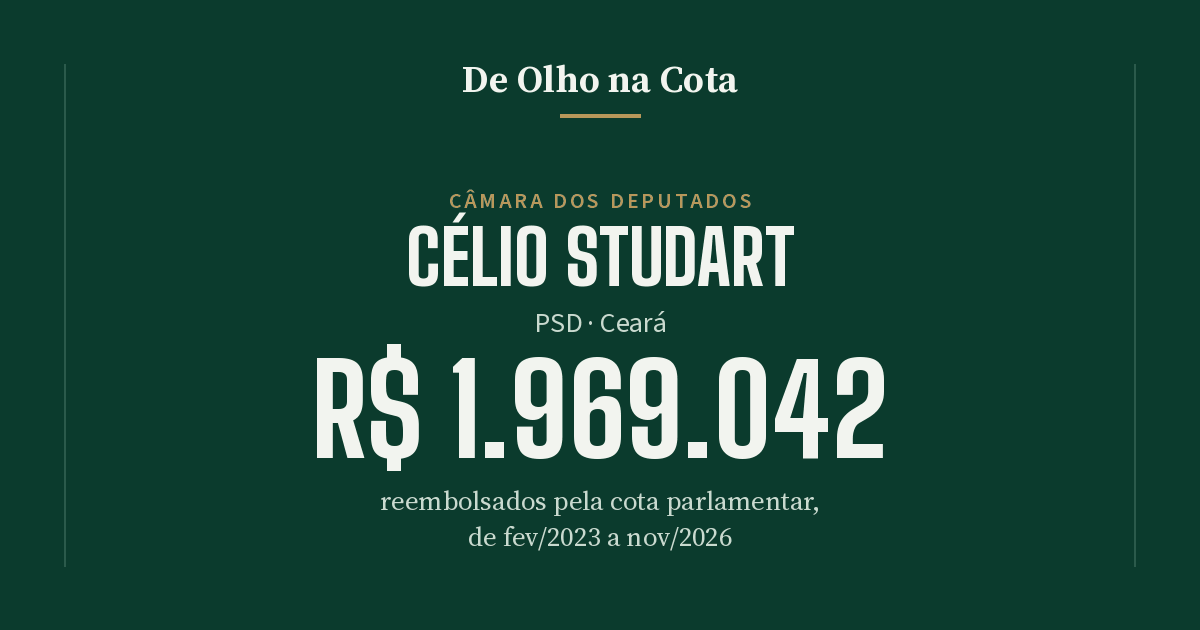 De Olho na Cota
CÂMARA DOS DEPUTADOS
CÉLIO STUDART
PSD · Ceará
R$ 1.969.042
reembolsados pela cota parlamentar,
de fev/2023 a nov/2026